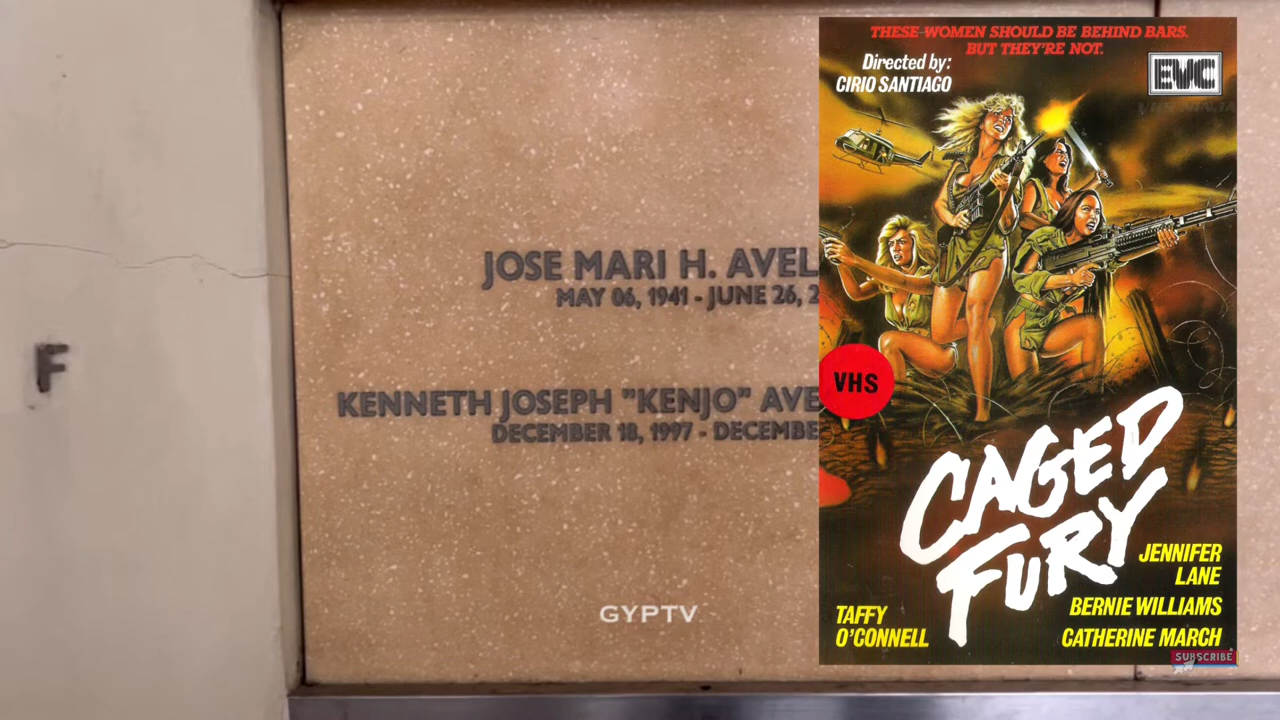 F
JOSE MARI H. AVEL
MAY 06, 1941 - JUNE 26, 2
KENNETH JOSEPH "KENJO" AVE
DECEMBER 18, 1997 - DECEMBE
GYPTV
THESE WOMEN SHOULD BE BEHIND BARS.
BUT THEY'RE NOT.
Directed by:
CIRIO SANTIAGO
EVC
VHS
CAGED
FURY
JENNIFER
LANE
BERNIE WILLIAMS
CATHERINE MARCH
TAFFY
O'CONNELL
SUBSCRIBE